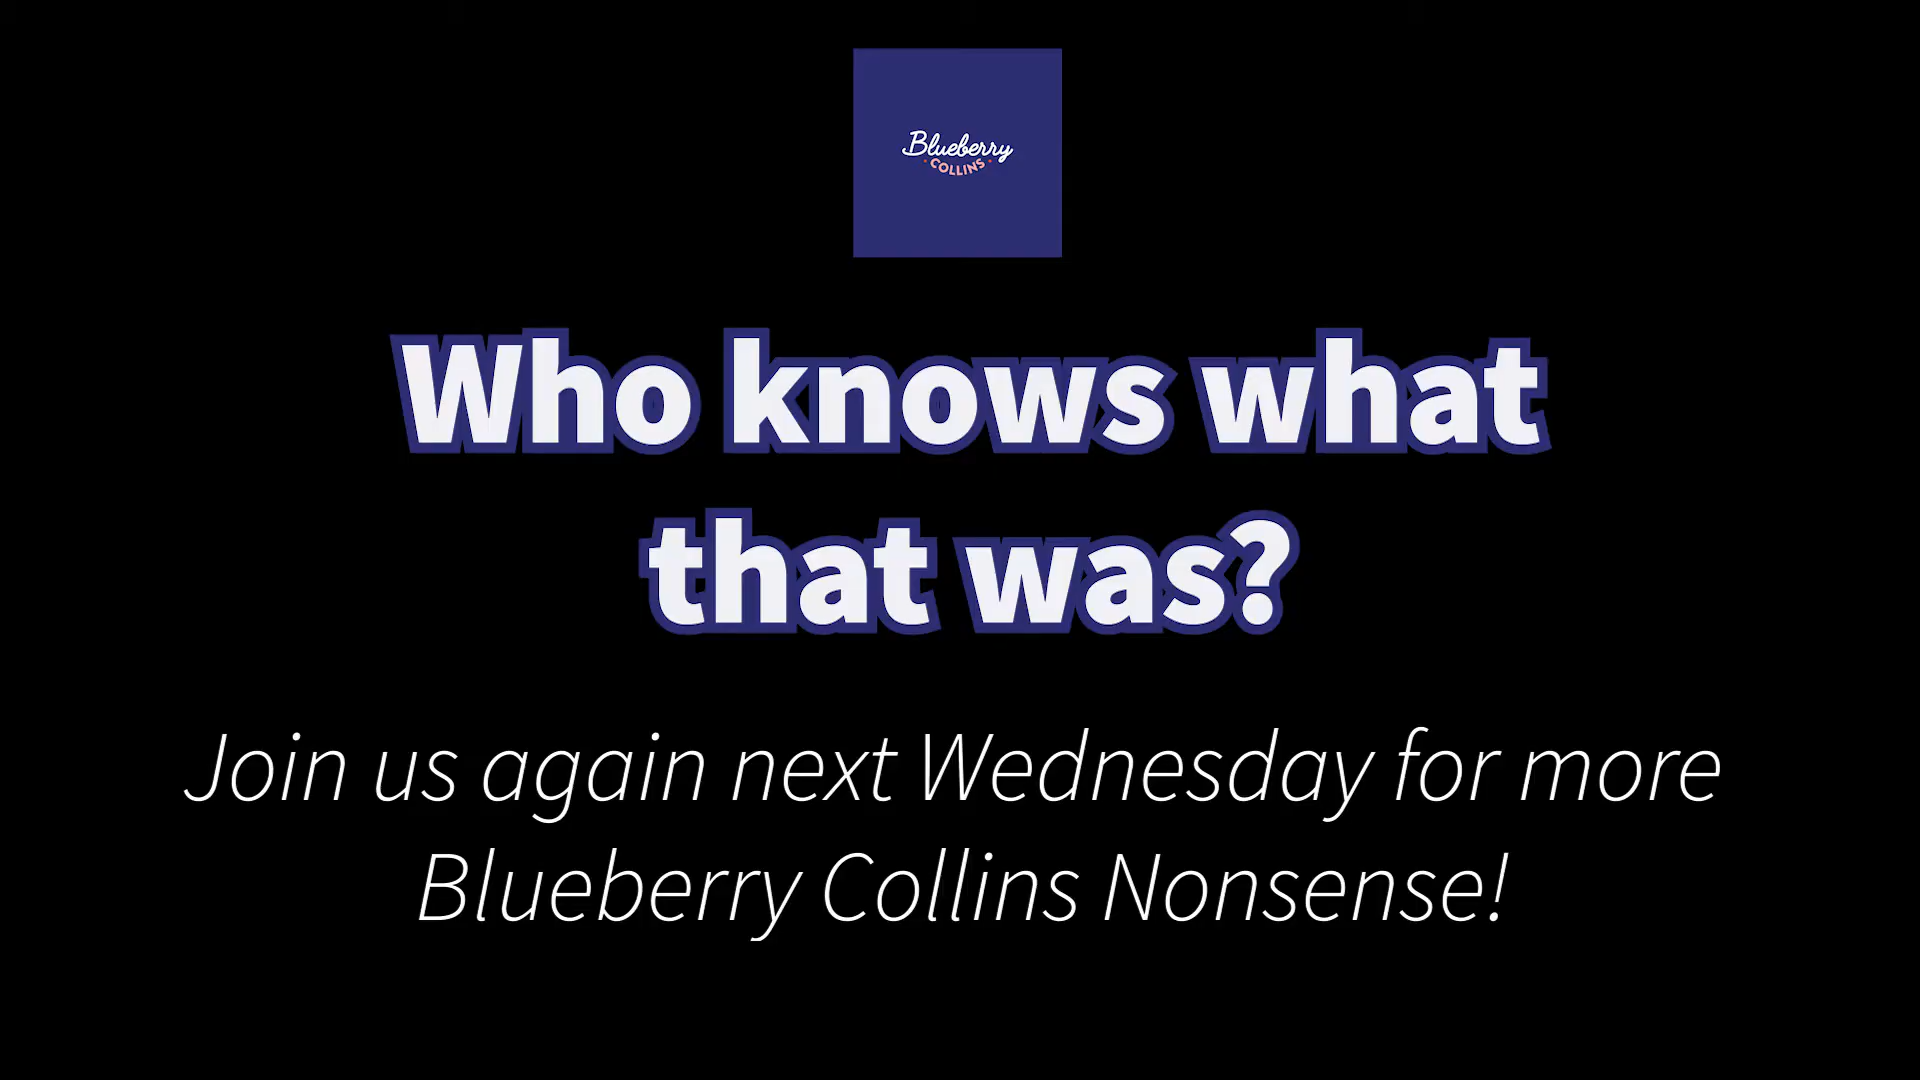 Blueberry
COLLINS
Who knows what
that was?
Join us again next Wednesday for more
Blueberry Collins Nonsense!